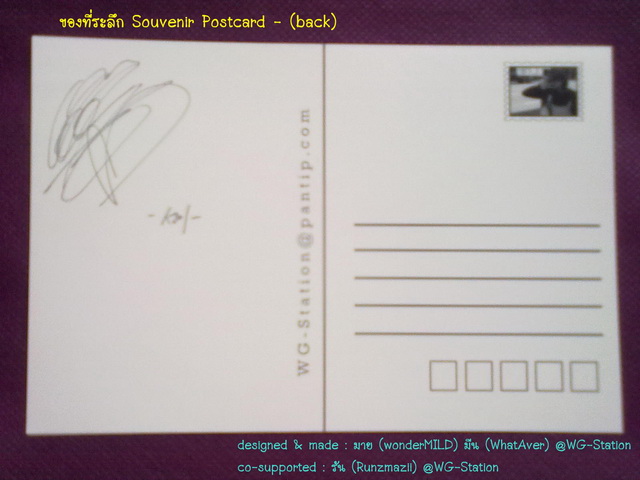 ของที่ระลึก Souvenir Postcard - (back)
WG-Station@pantip.com
designed & made : มาย (wonderMILD) มีน (WhatAver) @WG-Station
co-supported : รัน (Runzmazii) @WG-Station